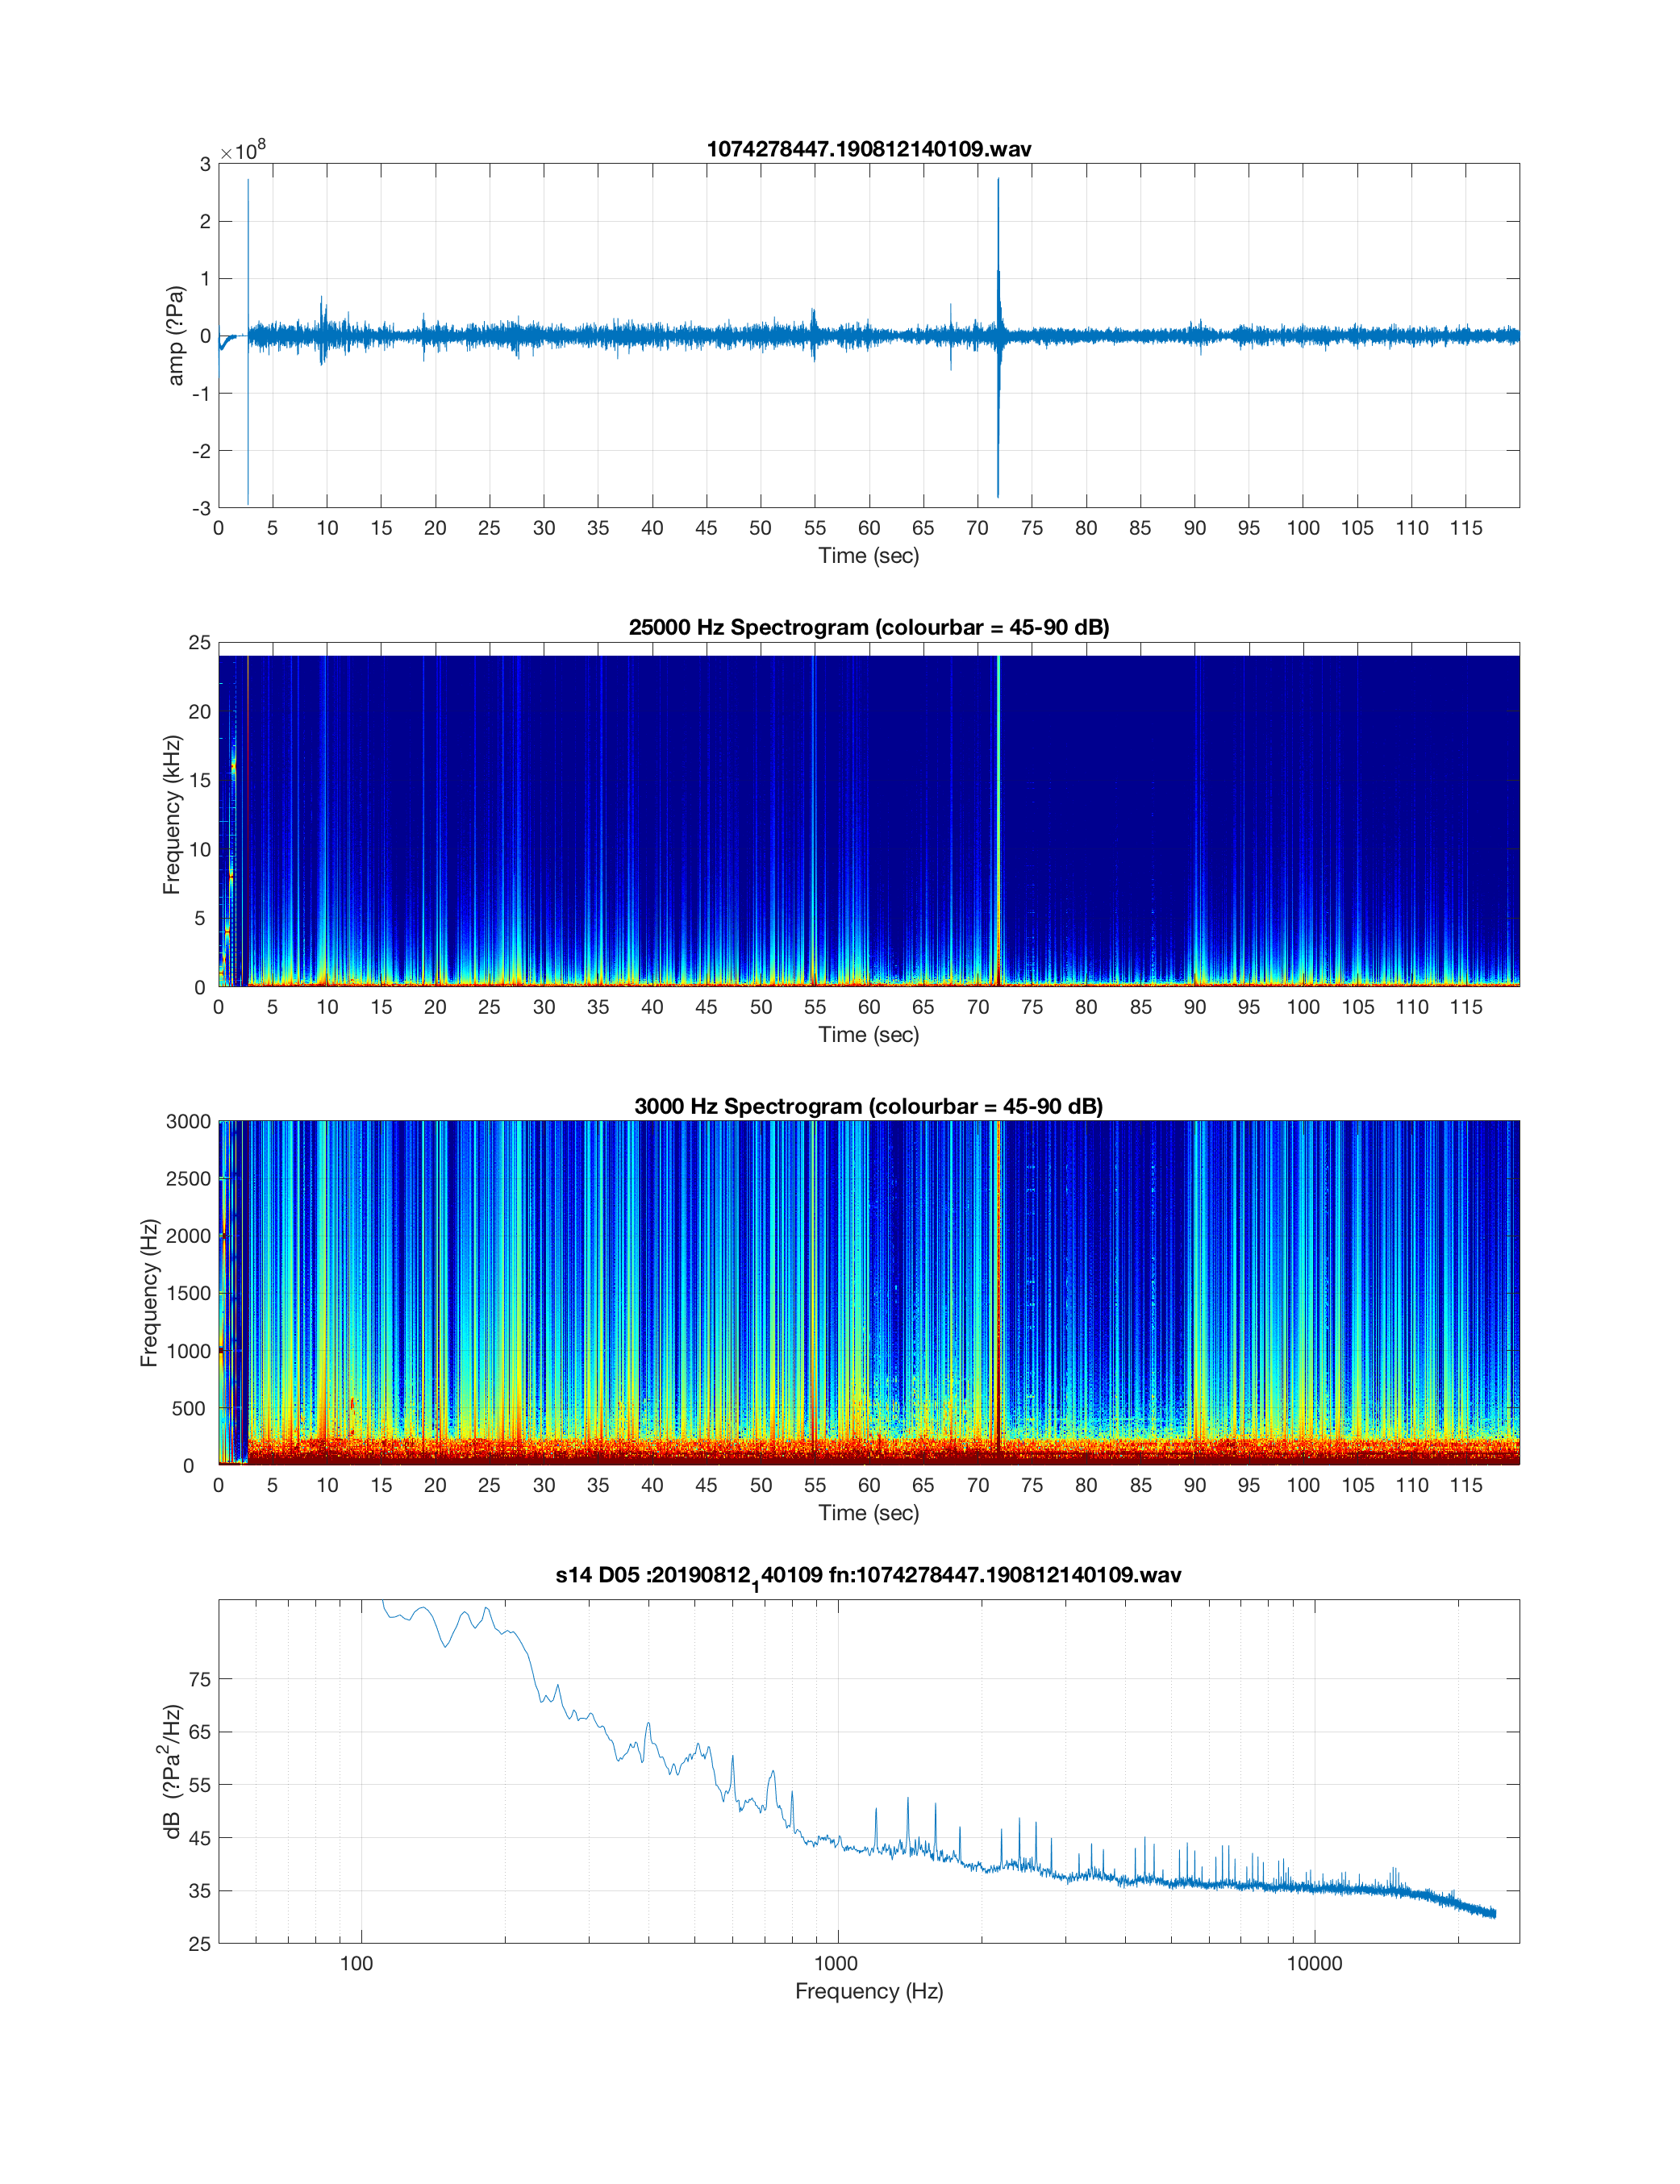 1074278447.190812140109.wav
×10⁸
3
2
1
0
-1
-2
-3
amp (?Pa)
0 5 10 15 20 25 30 35 40 45 50 55 60 65 70 75 80 85 90 95 100 105 110 115
Time (sec)
25000 Hz Spectrogram (colourbar = 45-90 dB)
25
20
15
10
5
0
Frequency (kHz)
0 5 10 15 20 25 30 35 40 45 50 55 60 65 70 75 80 85 90 95 100 105 110 115
Time (sec)
3000 Hz Spectrogram (colourbar = 45-90 dB)
3000
2500
2000
1500
1000
500
0
Frequency (Hz)
0 5 10 15 20 25 30 35 40 45 50 55 60 65 70 75 80 85 90 95 100 105 110 115
Time (sec)
s14 D05 :20190812₁40109 fn:1074278447.190812140109.wav
75
65
55
45
35
25
dB (?Pa²/Hz)
100 1000 10000
Frequency (Hz)